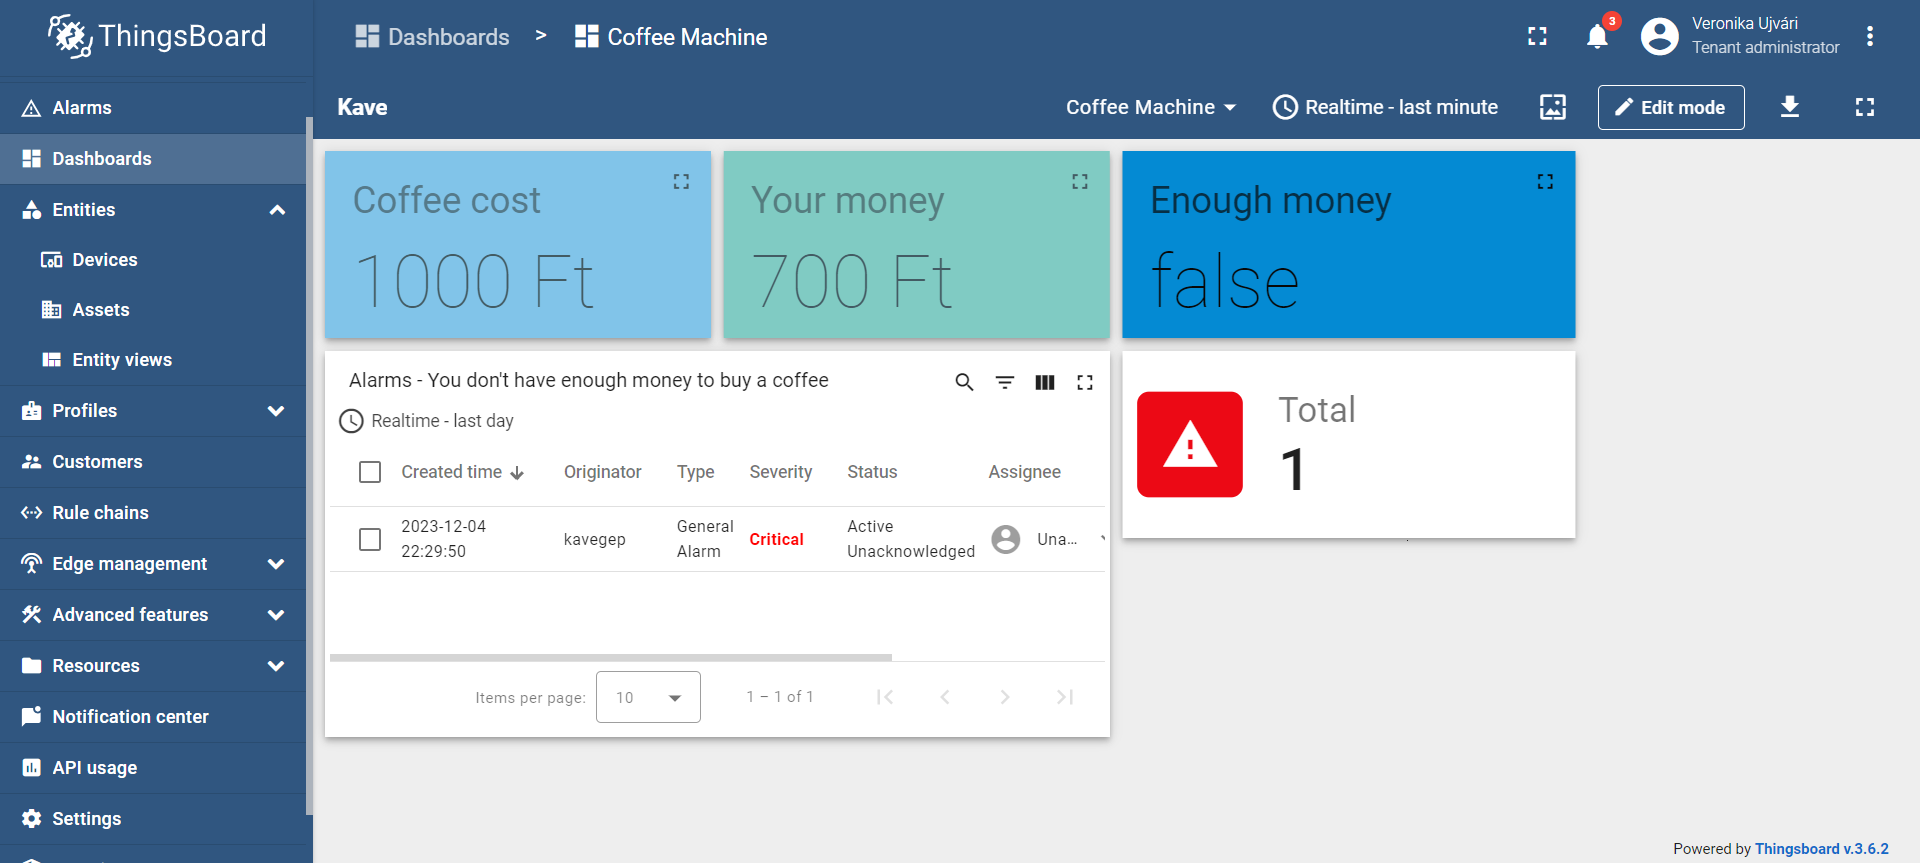 ThingsBoard
Dashboards > Coffee Machine
3
Veronika Ujvári
Tenant administrator
Kave
Coffee Machine
Realtime - last minute
Edit mode
Alarms
Dashboards
Entities
Devices
Assets
Entity views
Profiles
Customers
Rule chains
Edge management
Advanced features
Resources
Notification center
API usage
Settings
Coffee cost
1000 Ft
Your money
700 Ft
Enough money
false
Alarms - You don't have enough money to buy a coffee
Realtime - last day
Created time Originator Type Severity Status Assignee
2023-12-04
22:29:50
kavegep
General
Alarm
Critical
Active
Unacknowledged
Una...
Items per page: 10 1 – 1 of 1
Total
1
Powered by Thingsboard v.3.6.2